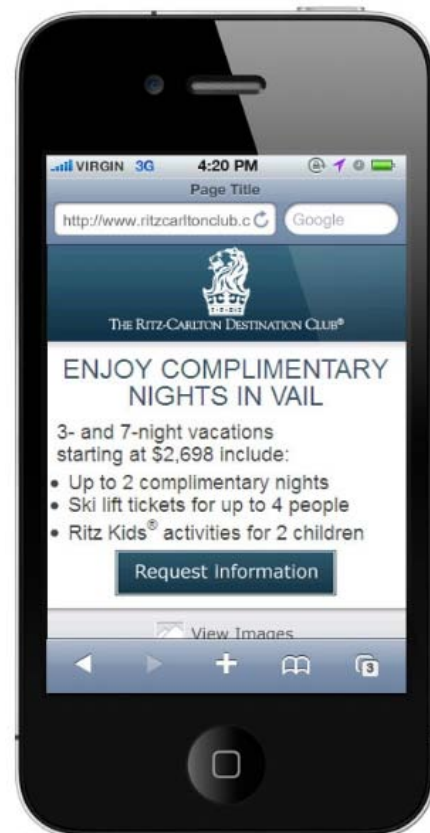 VIRGIN 3G 4:20 PM
Page Title
http://www.ritzcarltonclub.c Google
THE RITZ-CARLTON DESTINATION CLUB®
ENJOY COMPLIMENTARY
NIGHTS IN VAIL
3- and 7-night vacations
starting at $2,698 include:
• Up to 2 complimentary nights
• Ski lift tickets for up to 4 people
• Ritz Kids® activities for 2 children
Request Information
View Images
3